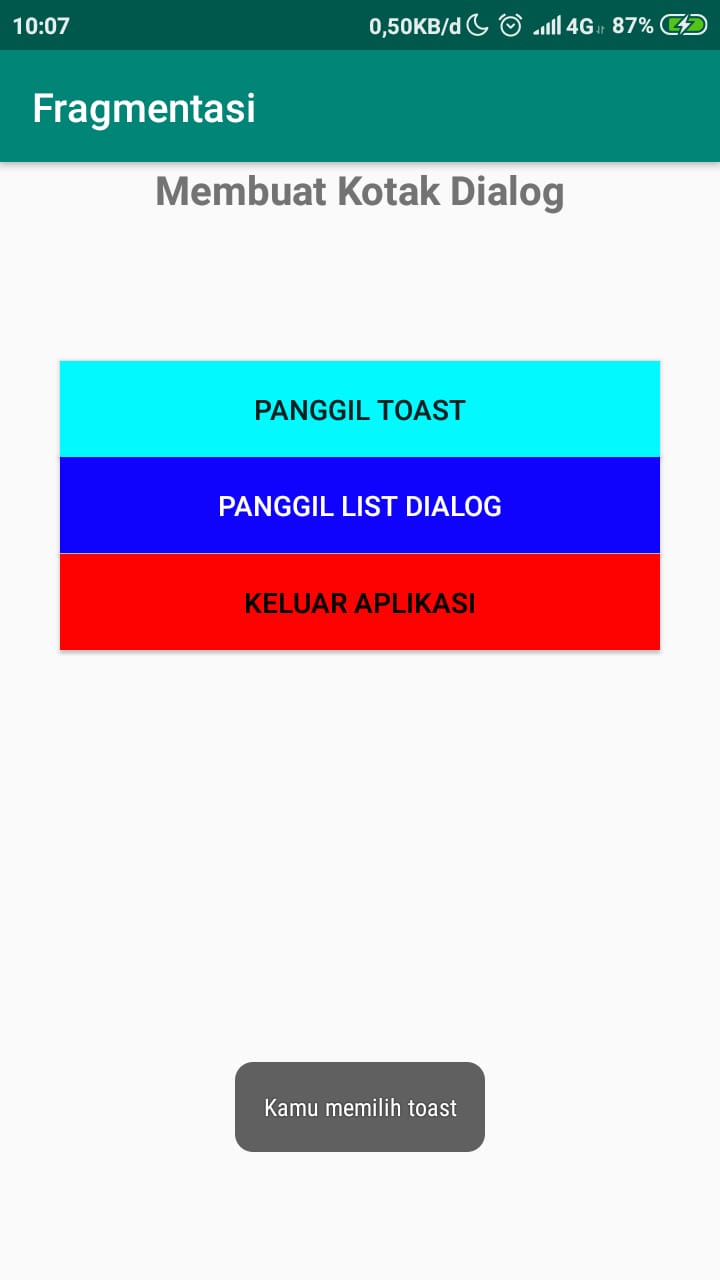 10:07 0,50KB/d 4G 87%
Fragmentasi
Membuat Kotak Dialog
PANGGIL TOAST
PANGGIL LIST DIALOG
KELUAR APLIKASI
Kamu memilih toast